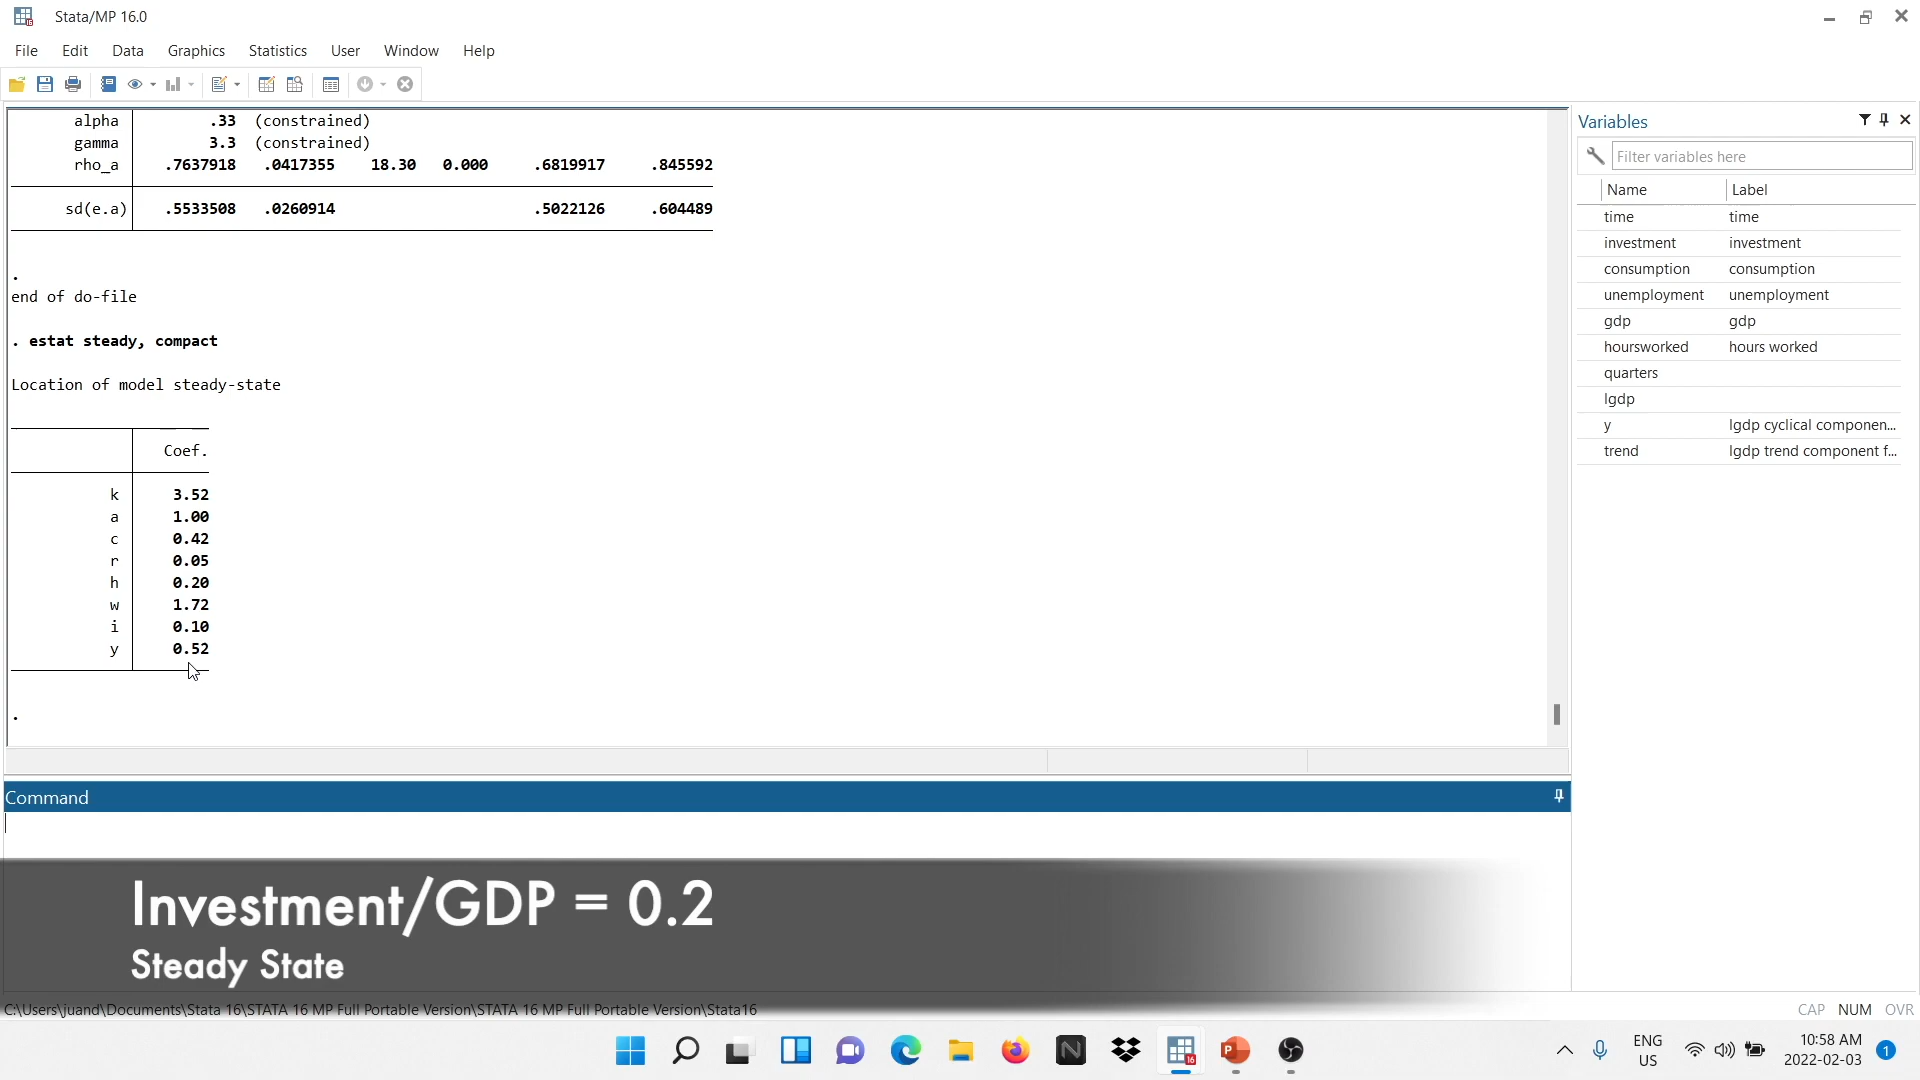 Stata/MP 16.0
File Edit Data Graphics Statistics User Window Help
alpha .33 (constrained)
gamma 3.3 (constrained)
rho_a .7637918 .0417355 18.30 0.000 .6819917 .845592
sd(e.a) .5533508 .0260914 .5022126 .604489
.
end of do-file
. estat steady, compact
Location of model steady-state
Coef.
k 3.52
a 1.00
c 0.42
r 0.05
h 0.20
w 1.72
i 0.10
y 0.52
.
Variables
Filter variables here
Name Label
time time
investment investment
consumption consumption
unemployment unemployment
gdp gdp
hoursworked hours worked
quarters
lgdp
y lgdp cyclical componen...
trend lgdp trend component f...
Command
Investment/GDP = 0.2
Steady State
C:\Users\juand\Documents\Stata 16\STATA 16 MP Full Portable Version\STATA 16 MP Full Portable Version\Stata16
CAP NUM OVR
16
ENG
US
10:58 AM
2022-02-03
1